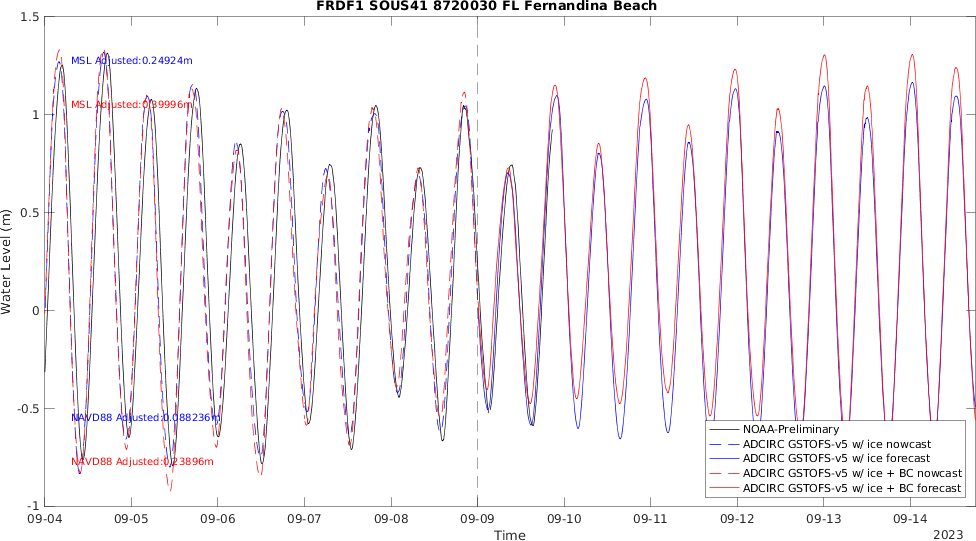 FRDF1 SOUS41 8720030 FL Fernandina Beach
1.5
1
0.5
0
-0.5
-1
Water Level (m)
MSL Adjusted:0.24924m
MSL Adjusted:0.39996m
NAVD88 Adjusted:0.088236m
NAVD88 Adjusted:0.23896m
NOAA-Preliminary
ADCIRC GSTOFS-v5 w/ ice nowcast
ADCIRC GSTOFS-v5 w/ ice forecast
ADCIRC GSTOFS-v5 w/ ice + BC nowcast
ADCIRC GSTOFS-v5 w/ ice + BC forecast
09-04 09-05 09-06 09-07 09-08 09-09 09-10 09-11 09-12 09-13 09-14
Time
2023